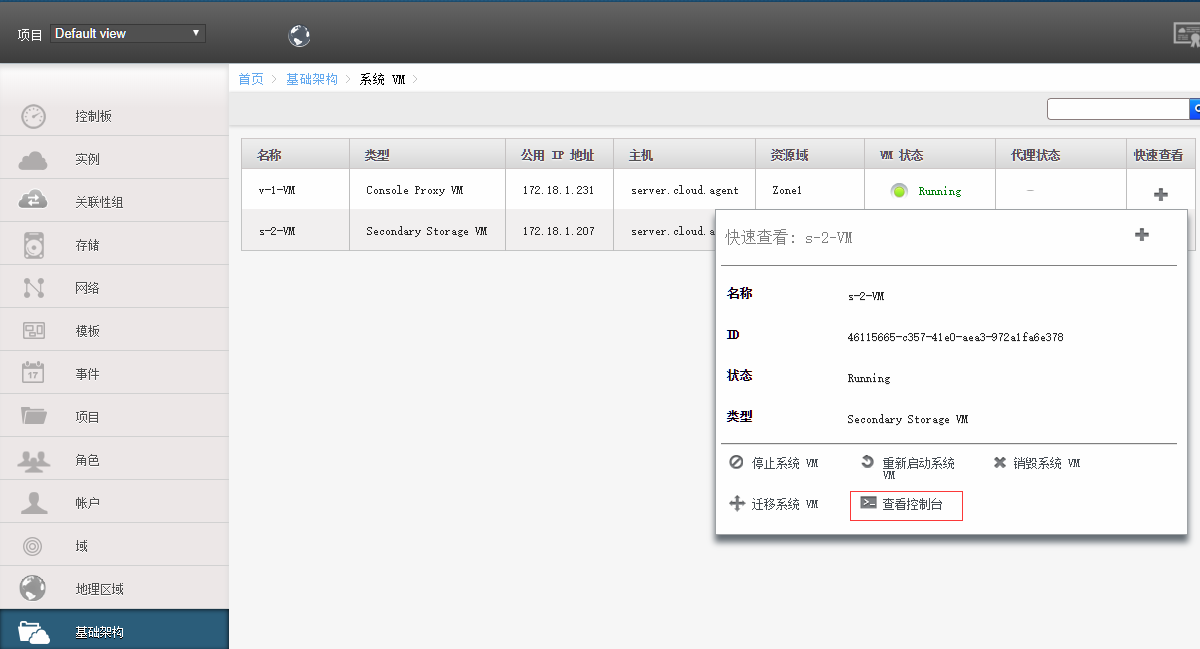 项目 Default view
首页 基础架构 系统 VM
控制板
实例
关联性组
存储
网络
模板
事件
17
项目
角色
帐户
域
地理区域
基础架构
名称 类型 公用 IP 地址 主机 资源域 VM 状态 代理状态 快速查看
v-1-VM Console Proxy VM 172.18.1.231 server.cloud.agent Zone1 Running –
s-2-VM Secondary Storage VM 172.18.1.207 server.cloud.a
快速查看: s-2-VM
名称 s-2-VM
ID 46115665-c357-41e0-aea3-972a1fa6e378
状态 Running
类型 Secondary Storage VM
停止系统 VM
重新启动系统
VM
销毁系统 VM
迁移系统 VM
查看控制台